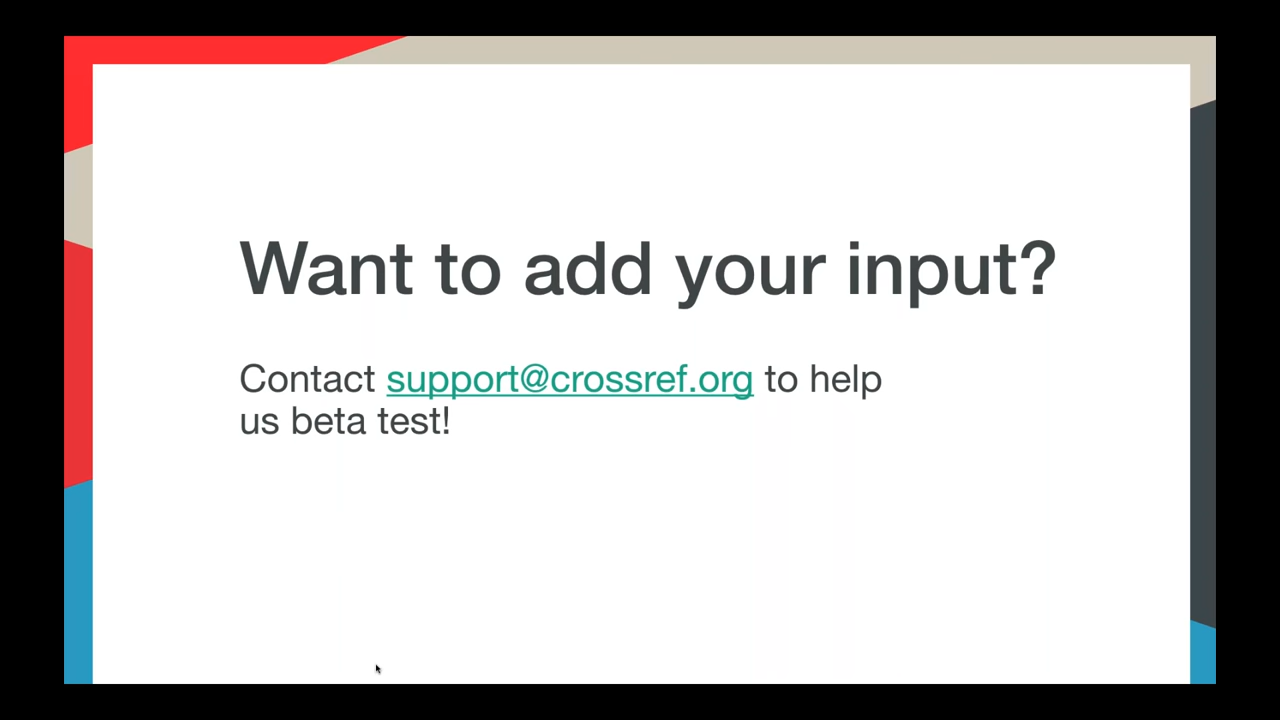 Want to add your input?
Contact support@crossref.org to help
us beta test!